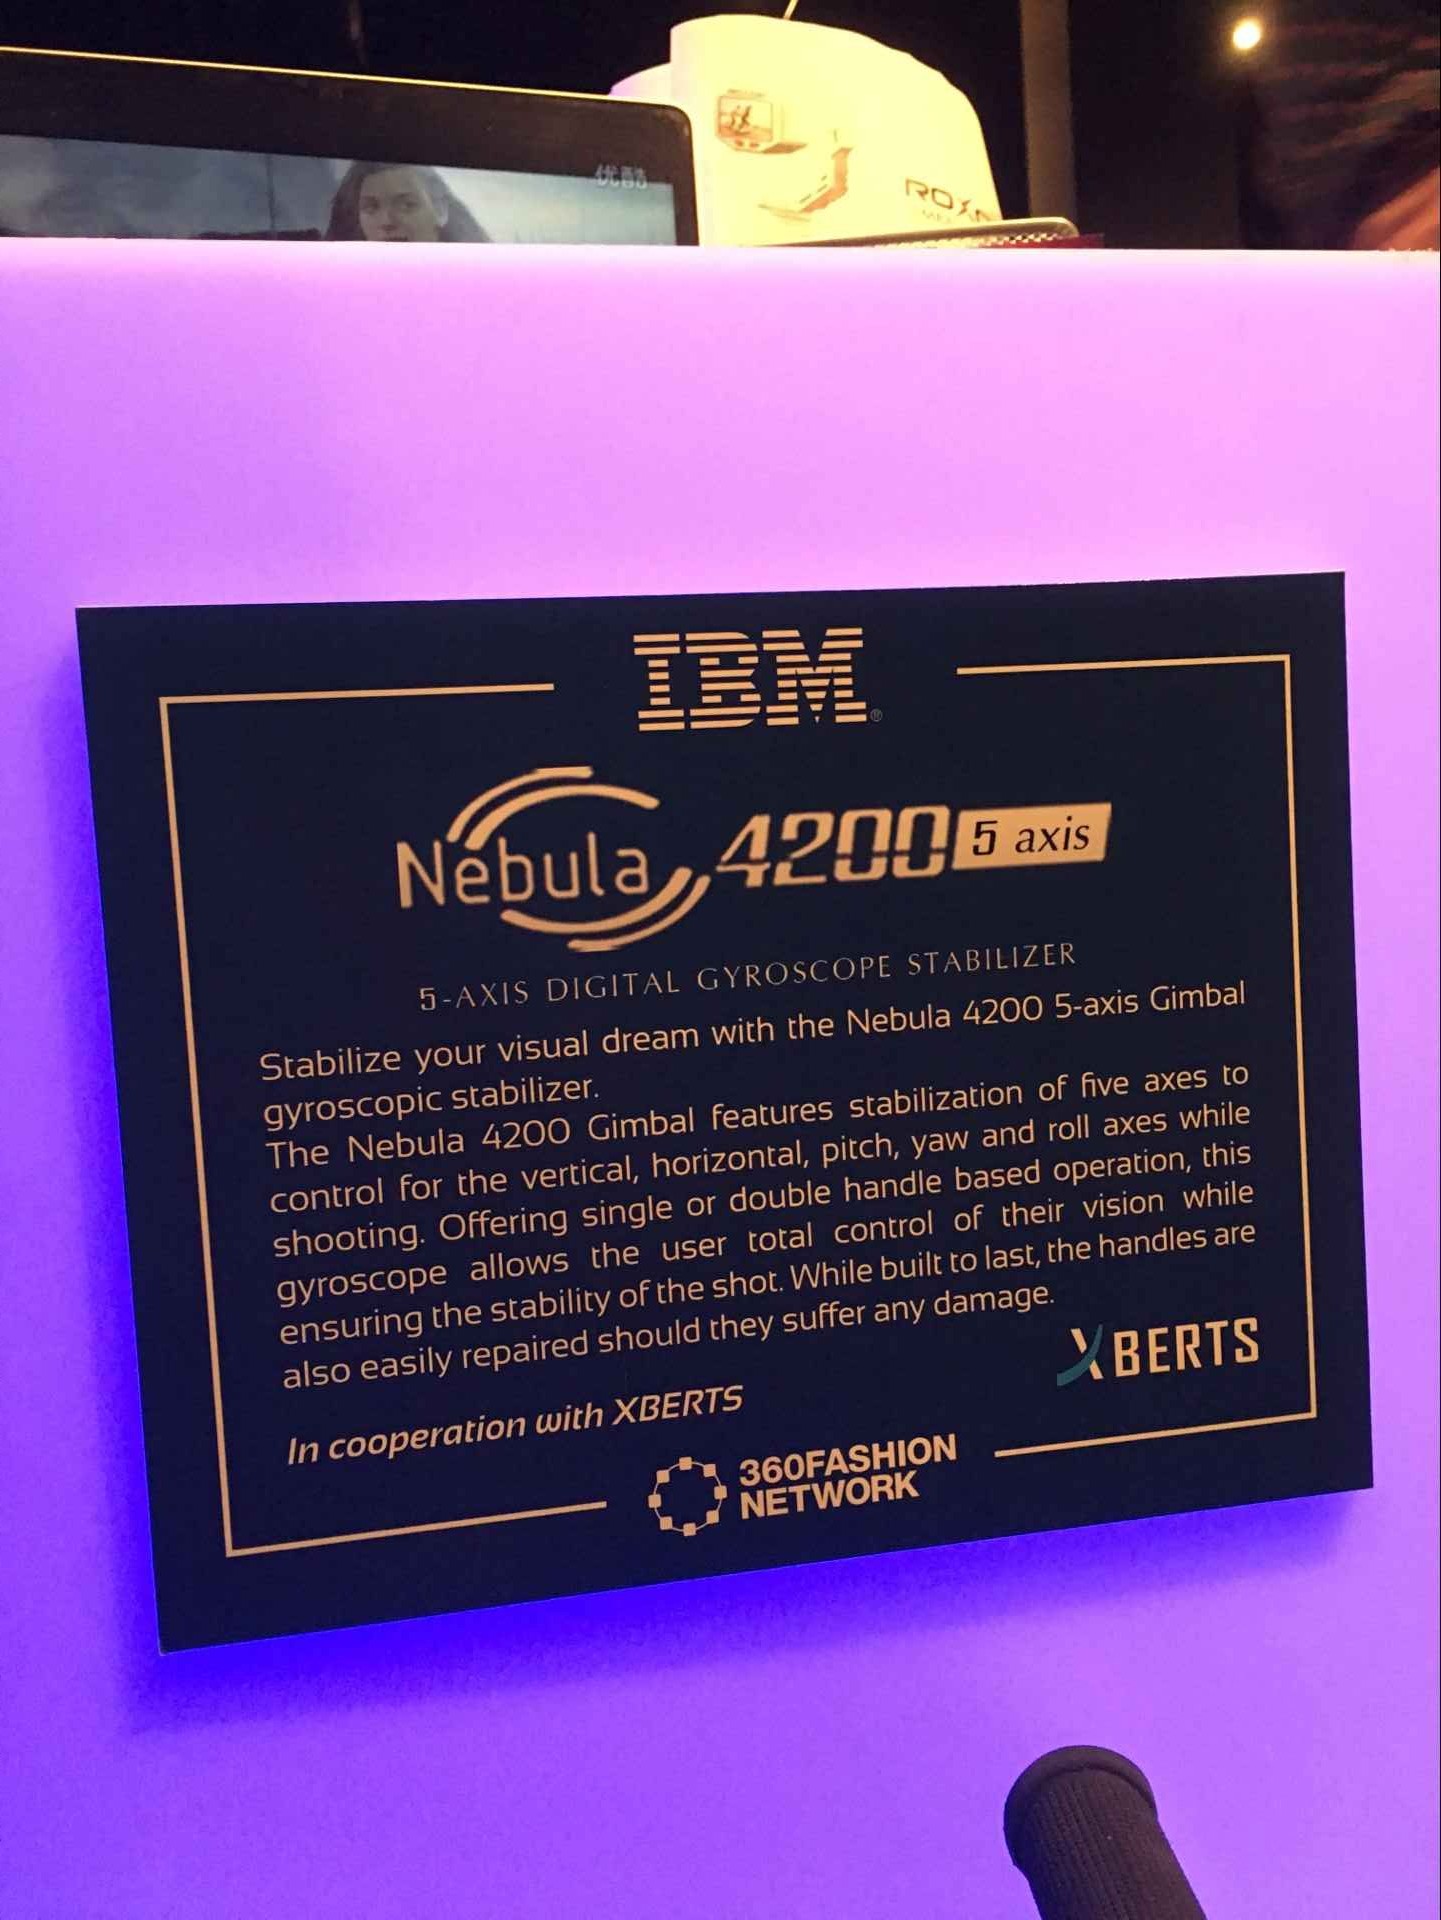 优酷
IBM®
Nebula 4200 5 axis
5-AXIS DIGITAL GYROSCOPE STABILIZER
Stabilize your visual dream with the Nebula 4200 5-axis Gimbal
gyroscopic stabilizer.
The Nebula 4200 Gimbal features stabilization of five axes to
control for the vertical, horizontal, pitch, yaw and roll axes while
shooting. Offering single or double handle based operation, this
gyroscope allows the user total control of their vision while
ensuring the stability of the shot. While built to last, the handles are
also easily repaired should they suffer any damage.
XBERTS
In cooperation with XBERTS
360FASHION
NETWORK